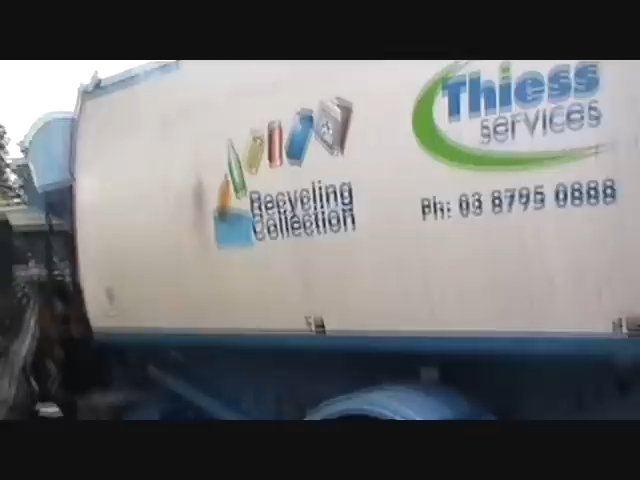 Thiess
services
Recycling
Collection
Ph: 03 8795 0888